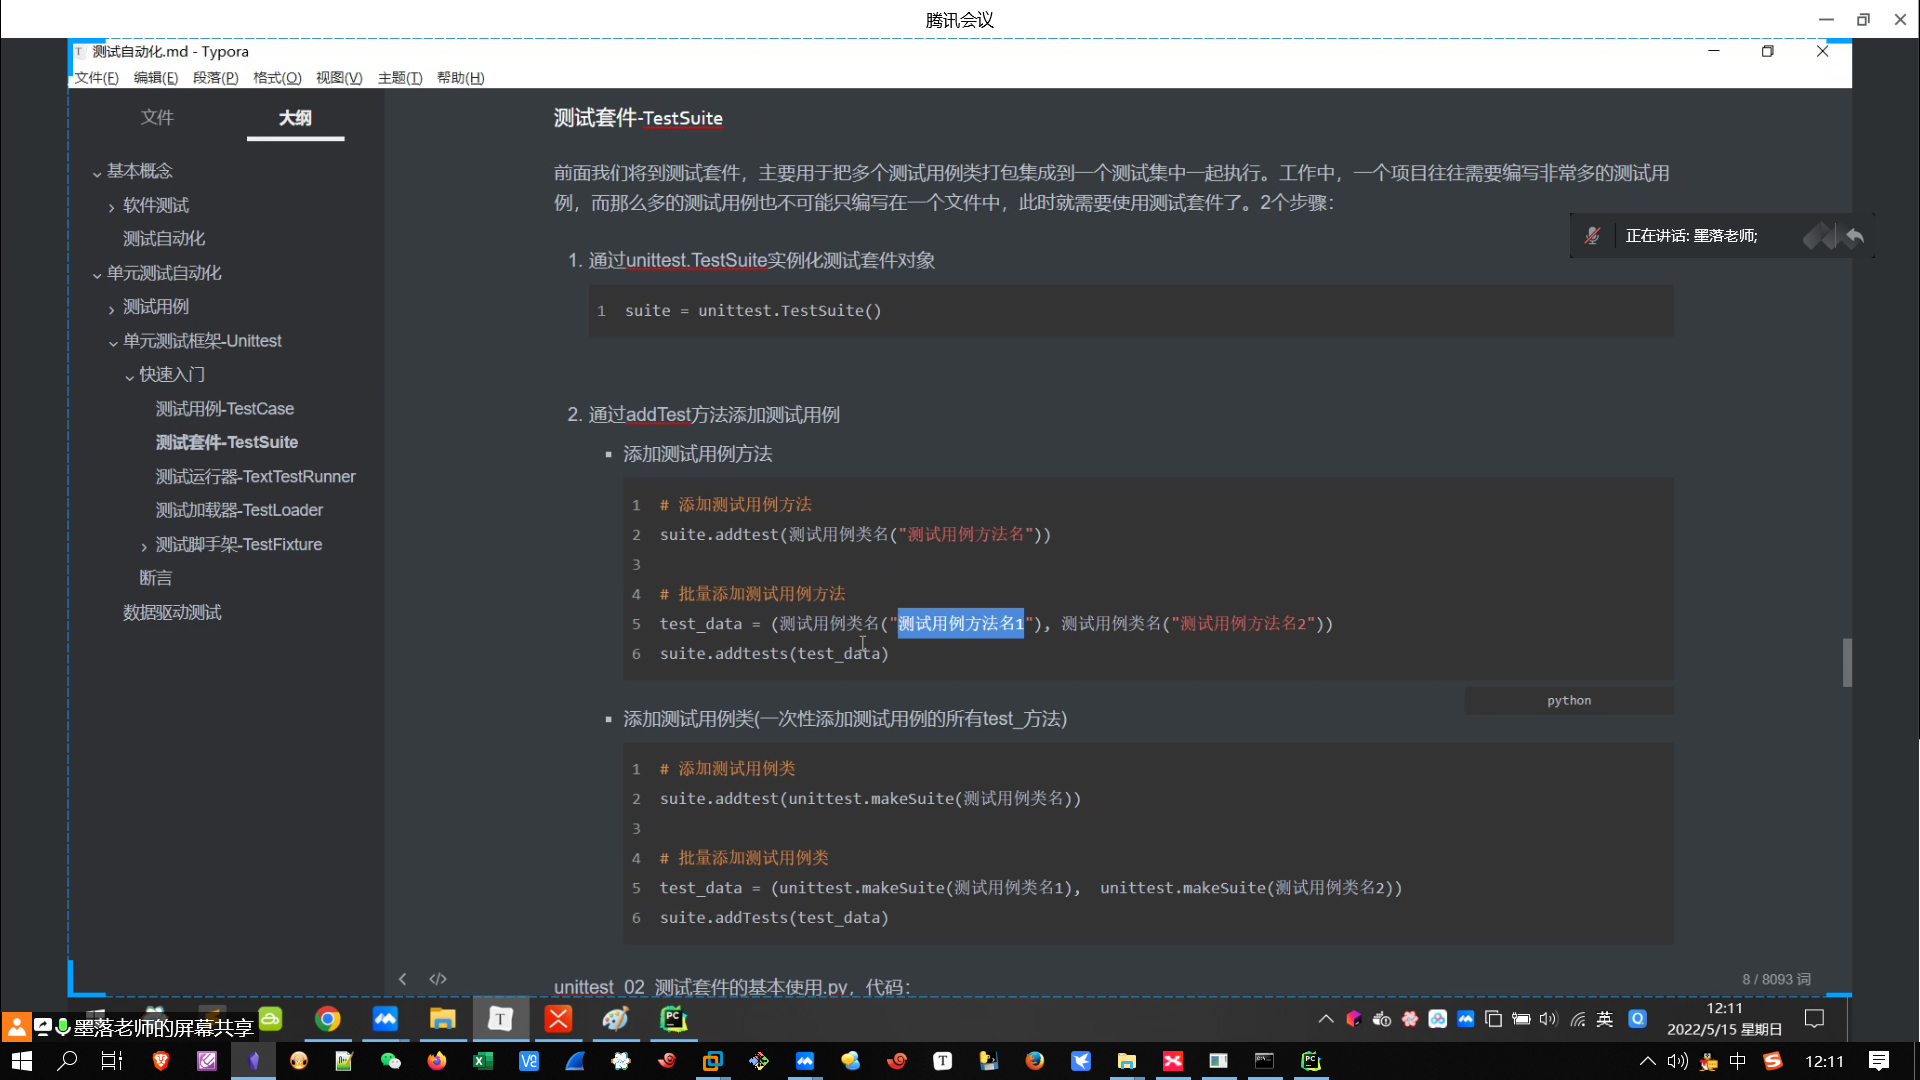 腾讯会议
测试自动化.md - Typora
文件(F) 编辑(E) 段落(P) 格式(O) 视图(V) 主题(T) 帮助(H)
文件 大纲
基本概念
软件测试
测试自动化
单元测试自动化
测试用例
单元测试框架-Unittest
快速入门
测试用例-TestCase
测试套件-TestSuite
测试运行器-TextTestRunner
测试加载器-TestLoader
测试脚手架-TestFixture
断言
数据驱动测试
测试套件-TestSuite
前面我们将到测试套件，主要用于把多个测试用例类打包集成到一个测试集中一起执行。工作中，一个项目往往需要编写非常多的测试用
例，而那么多的测试用例也不可能只编写在一个文件中，此时就需要使用测试套件了。2个步骤：
正在讲话: 墨落老师;
1. 通过unittest.TestSuite实例化测试套件对象
1 suite = unittest.TestSuite()
2. 通过addTest方法添加测试用例
▪ 添加测试用例方法
1 # 添加测试用例方法
2 suite.addtest(测试用例类名("测试用例方法名"))
3
4 # 批量添加测试用例方法
5 test_data = (测试用例类名("测试用例方法名1"), 测试用例类名("测试用例方法名2"))
6 suite.addtests(test_data)
python
▪ 添加测试用例类(一次性添加测试用例的所有test_方法)
1 # 添加测试用例类
2 suite.addtest(unittest.makeSuite(测试用例类名))
3
4 # 批量添加测试用例类
5 test_data = (unittest.makeSuite(测试用例类名1), unittest.makeSuite(测试用例类名2))
6 suite.addTests(test_data)
unittest_02_测试套件的基本使用.py，代码：
8 / 8093 词
墨落老师的屏幕共享
英
12:11
2022/5/15 星期日
中
12:11